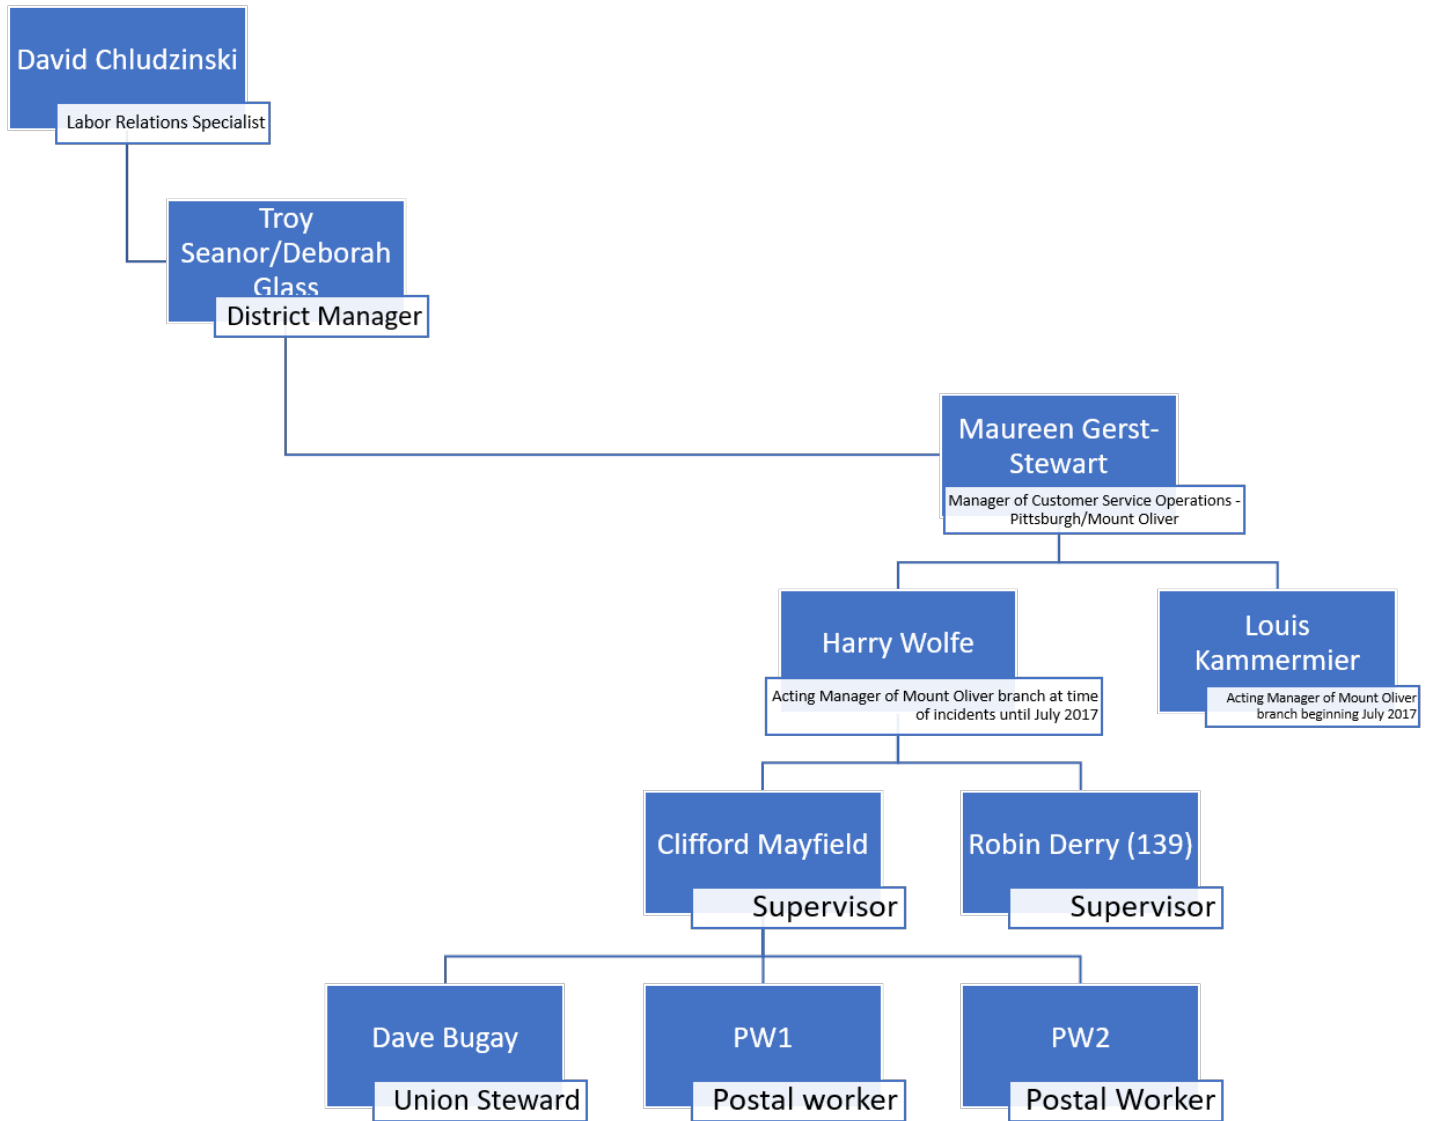 David Chludzinski
Labor Relations Specialist
Troy
Seanor/Deborah
Glass
District Manager
Maureen Gerst-
Stewart
Manager of Customer Service Operations -
Pittsburgh/Mount Oliver
Harry Wolfe
Acting Manager of Mount Oliver branch at time
of incidents until July 2017
Louis
Kammermier
Acting Manager of Mount Oliver
branch beginning July 2017
Clifford Mayfield
Supervisor
Robin Derry (139)
Supervisor
Dave Bugay
Union Steward
PW1
Postal worker
PW2
Postal Worker